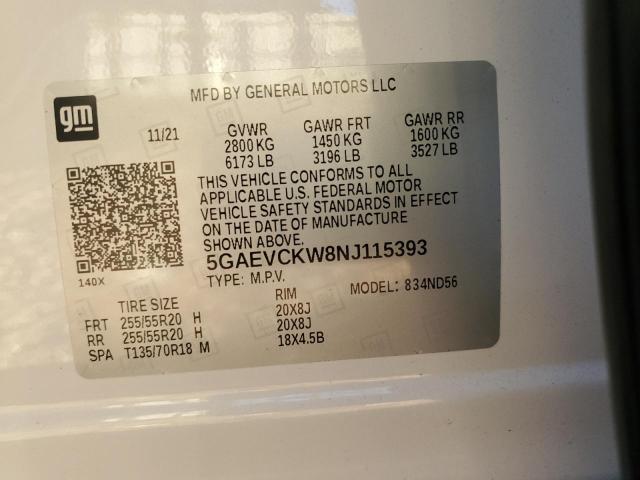 MFD BY GENERAL MOTORS LLC
gm
11/21 GVWR GAWR FRT GAWR RR
2800 KG 1450 KG 1600 KG
6173 LB 3196 LB 3527 LB
THIS VEHICLE CONFORMS TO ALL
APPLICABLE U.S. FEDERAL MOTOR
VEHICLE SAFETY STANDARDS IN EFFECT
ON THE DATE OF MANUFACTURE
SHOWN ABOVE.
5GAEVCKW8NJ115393
140X TYPE: M.P.V. MODEL: 834ND56
TIRE SIZE RIM
FRT 255/55R20 H 20X8J
RR 255/55R20 H 20X8J
SPA T135/70R18 M 18X4.5B